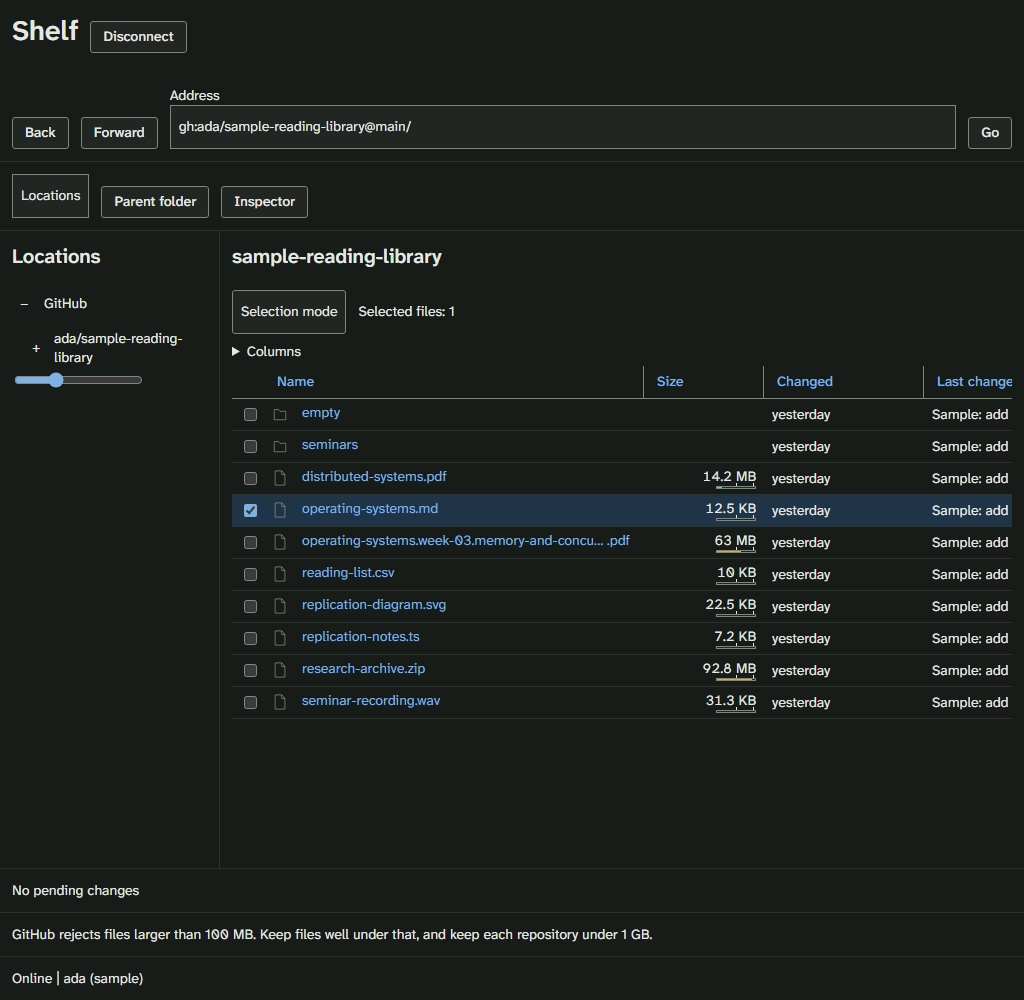 Shelf
Disconnect
Address
Back
Forward
gh:ada/sample-reading-library@main/
Go
Locations
Parent folder
Inspector
Locations
– GitHub
+ ada/sample-reading-
library
sample-reading-library
Selection mode
Selected files: 1
▶ Columns
Name Size Changed Last change
empty yesterday Sample: add
seminars yesterday Sample: add
distributed-systems.pdf 14.2 MB yesterday Sample: add
operating-systems.md 12.5 KB yesterday Sample: add
operating-systems.week-03.memory-and-concu... .pdf 63 MB yesterday Sample: add
reading-list.csv 10 KB yesterday Sample: add
replication-diagram.svg 22.5 KB yesterday Sample: add
replication-notes.ts 7.2 KB yesterday Sample: add
research-archive.zip 92.8 MB yesterday Sample: add
seminar-recording.wav 31.3 KB yesterday Sample: add
No pending changes
GitHub rejects files larger than 100 MB. Keep files well under that, and keep each repository under 1 GB.
Online | ada (sample)